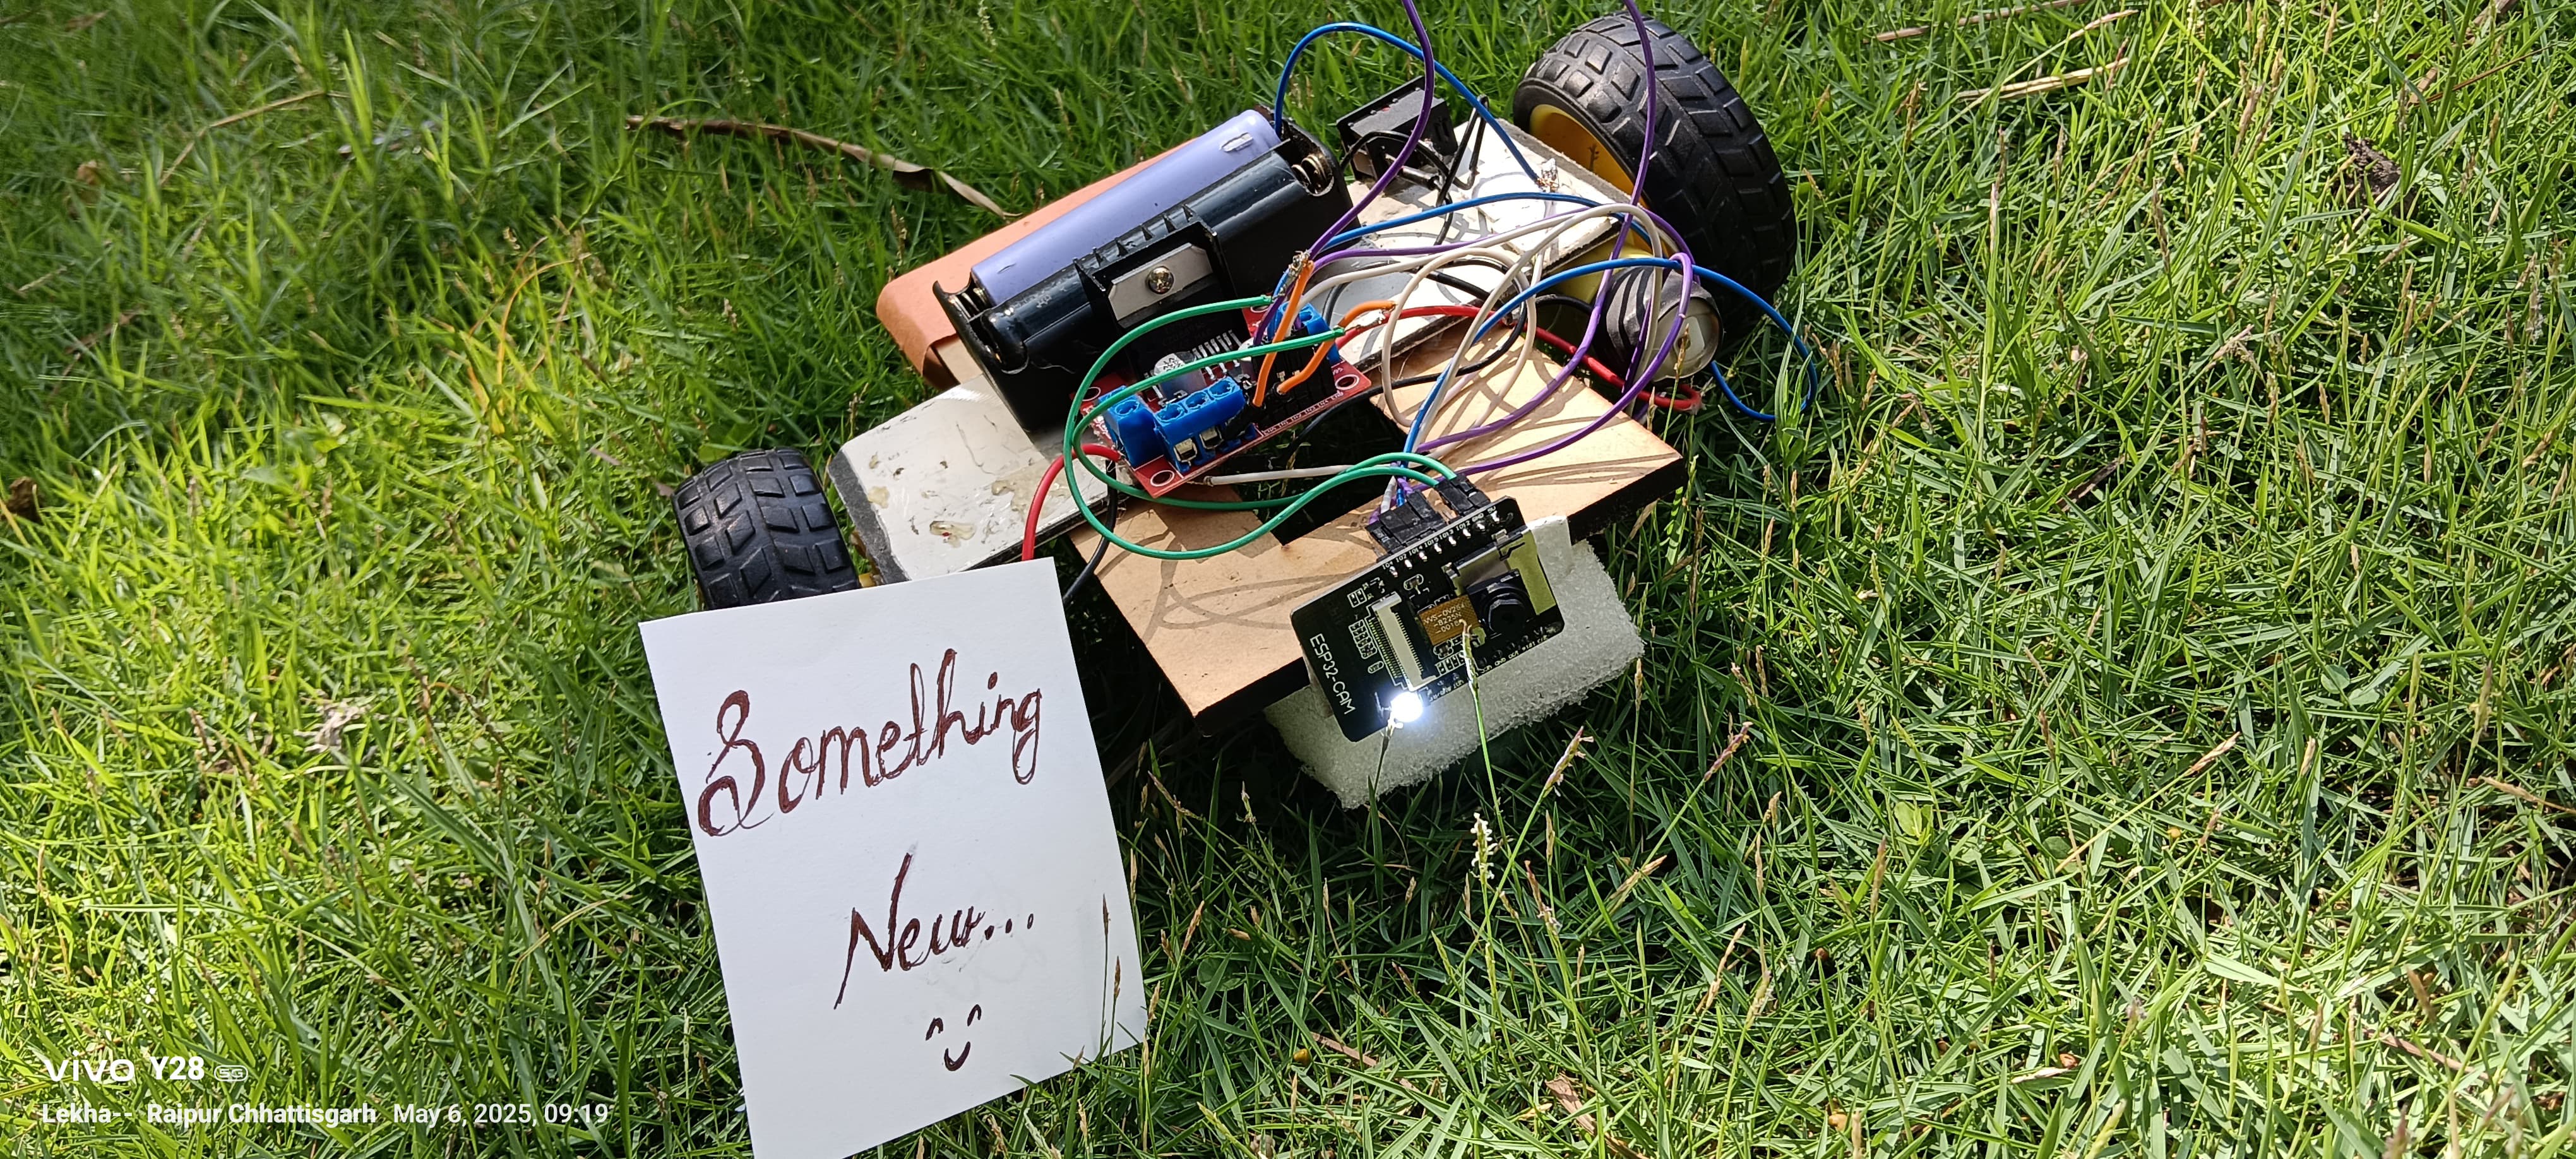 Something
New...
ESP32-CAM
vivo Y28 5G
Lekha-- Raipur Chhattisgarh May 6, 2025, 09:19